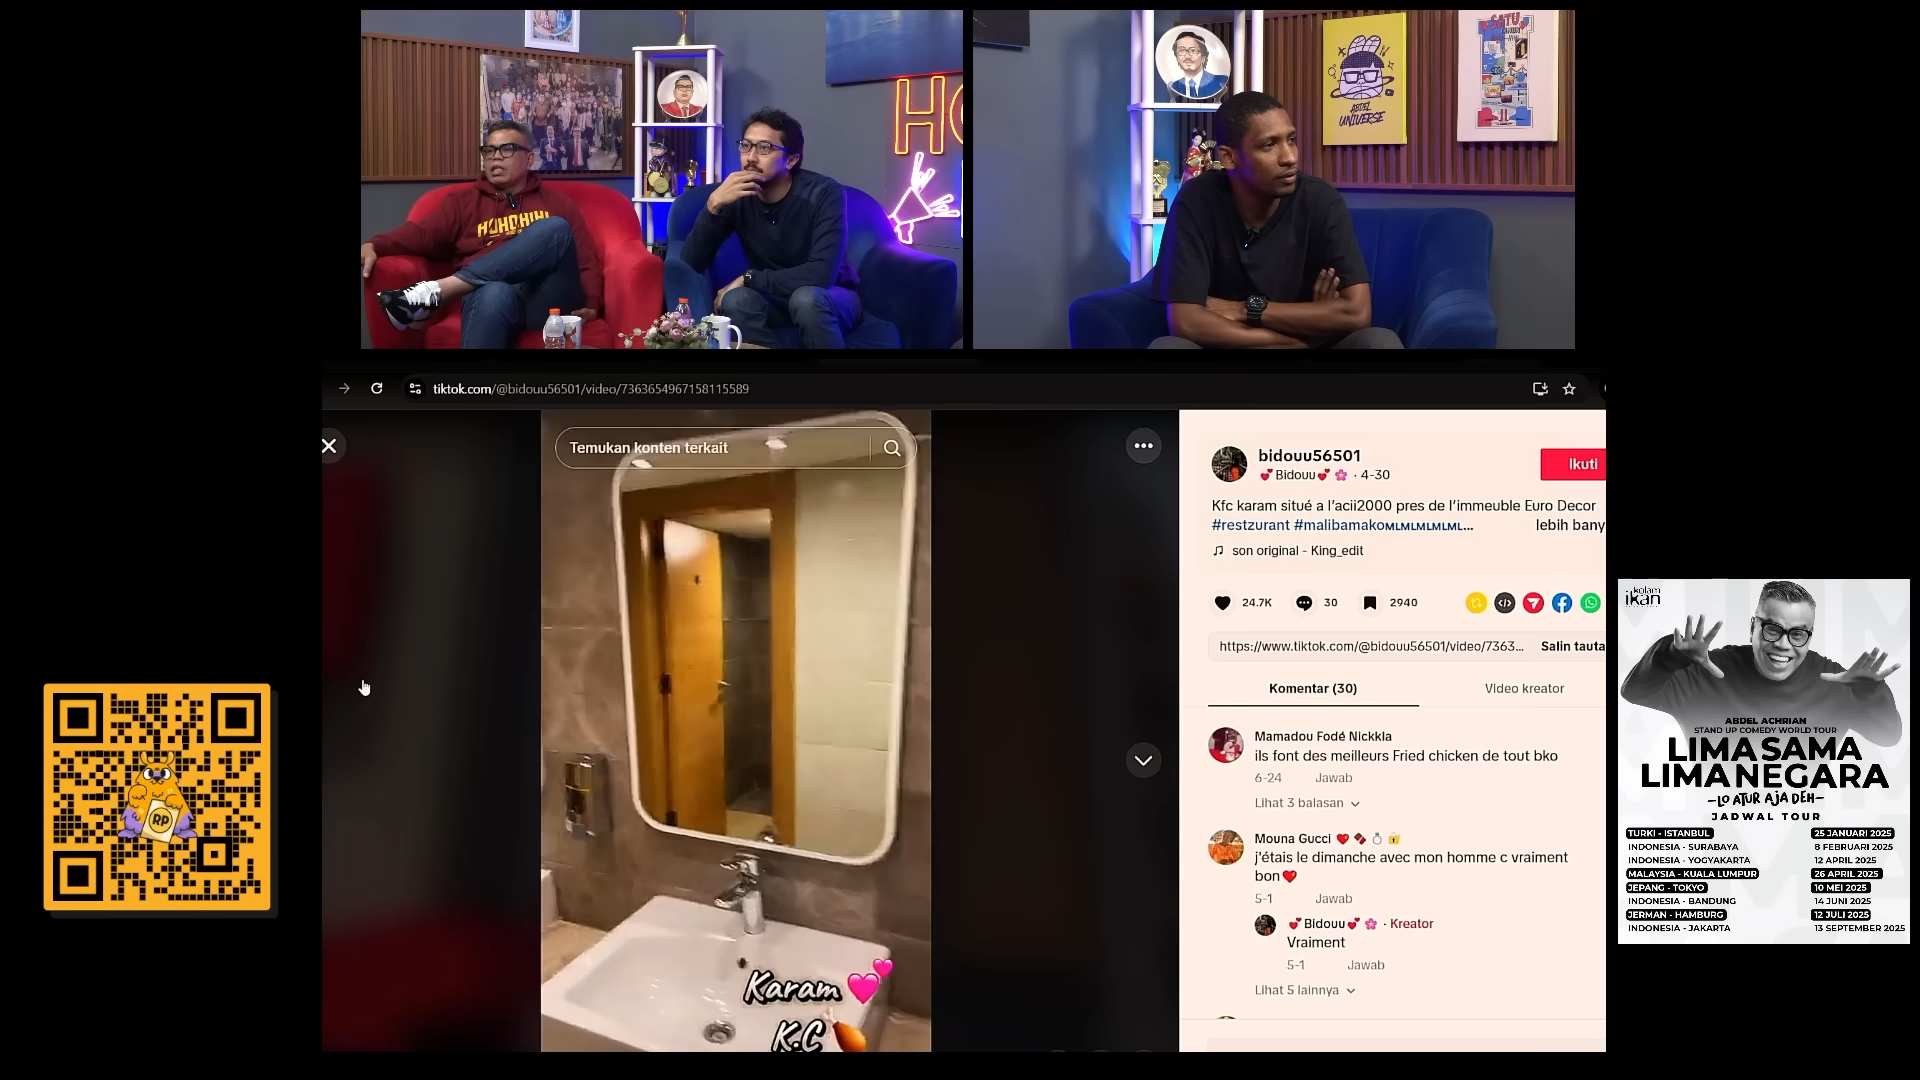 HO
HAHAHIHI
ABDEL
UNIVERSE
SATU
tiktok.com/@bidouu56501/video/7363654967158115589
Temukan konten terkait
bidouu56501
💕Bidouu💕🌸 · 4-30
Ikuti
Kfc karam situé a l'acii2000 pres de l'immeuble Euro Decor
#restzurant #malibamakoᴍʟᴍʟᴍʟᴍʟᴍʟ... lebih bany
son original - King_edit
24.7K
30
2940
https://www.tiktok.com/@bidouu56501/video/7363... Salin tauta
Komentar (30)
Video kreator
Mamadou Fodé Nickkla
ils font des meilleurs Fried chicken de tout bko
6-24 Jawab
Lihat 3 balasan
Mouna Gucci ❤️🍫💍🔐
j'étais le dimanche avec mon homme c vraiment
bon❤️
5-1 Jawab
💕Bidouu💕🌸 · Kreator
Vraiment
5-1 Jawab
Lihat 5 lainnya
Karam 💕
K.C 🍗
RP
kolam
ikan
ABDEL ACHRIAN
STAND UP COMEDY WORLD TOUR
LIMA SAMA
LIMA NEGARA
-LO ATUR AJA DEH-
JADWAL TOUR
TURKI - ISTANBUL 25 JANUARI 2025
INDONESIA - SURABAYA 8 FEBRUARI 2025
INDONESIA - YOGYAKARTA 12 APRIL 2025
MALAYSIA - KUALA LUMPUR 26 APRIL 2025
JEPANG - TOKYO 10 MEI 2025
INDONESIA - BANDUNG 14 JUNI 2025
JERMAN - HAMBURG 12 JULI 2025
INDONESIA - JAKARTA 13 SEPTEMBER 2025